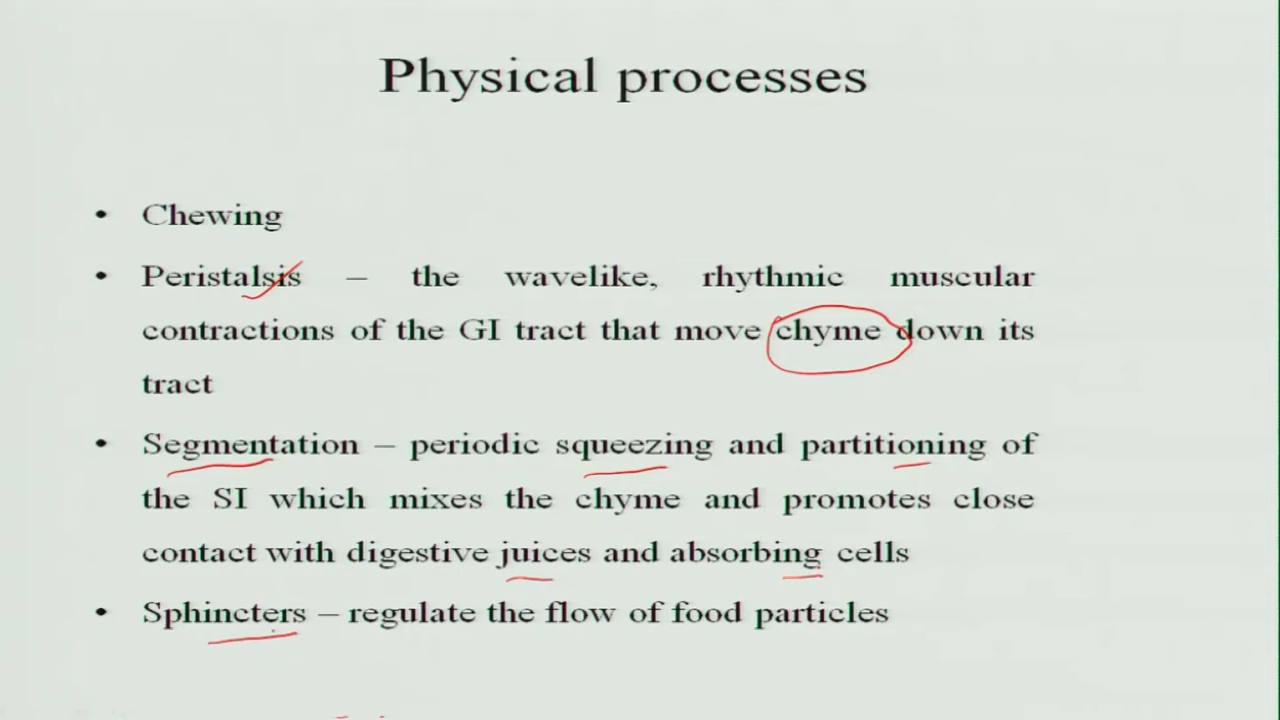 Physical processes
• Chewing
• Peristalsis – the wavelike, rhythmic muscular
contractions of the GI tract that move chyme down its
tract
• Segmentation – periodic squeezing and partitioning of
the SI which mixes the chyme and promotes close
contact with digestive juices and absorbing cells
• Sphincters – regulate the flow of food particles